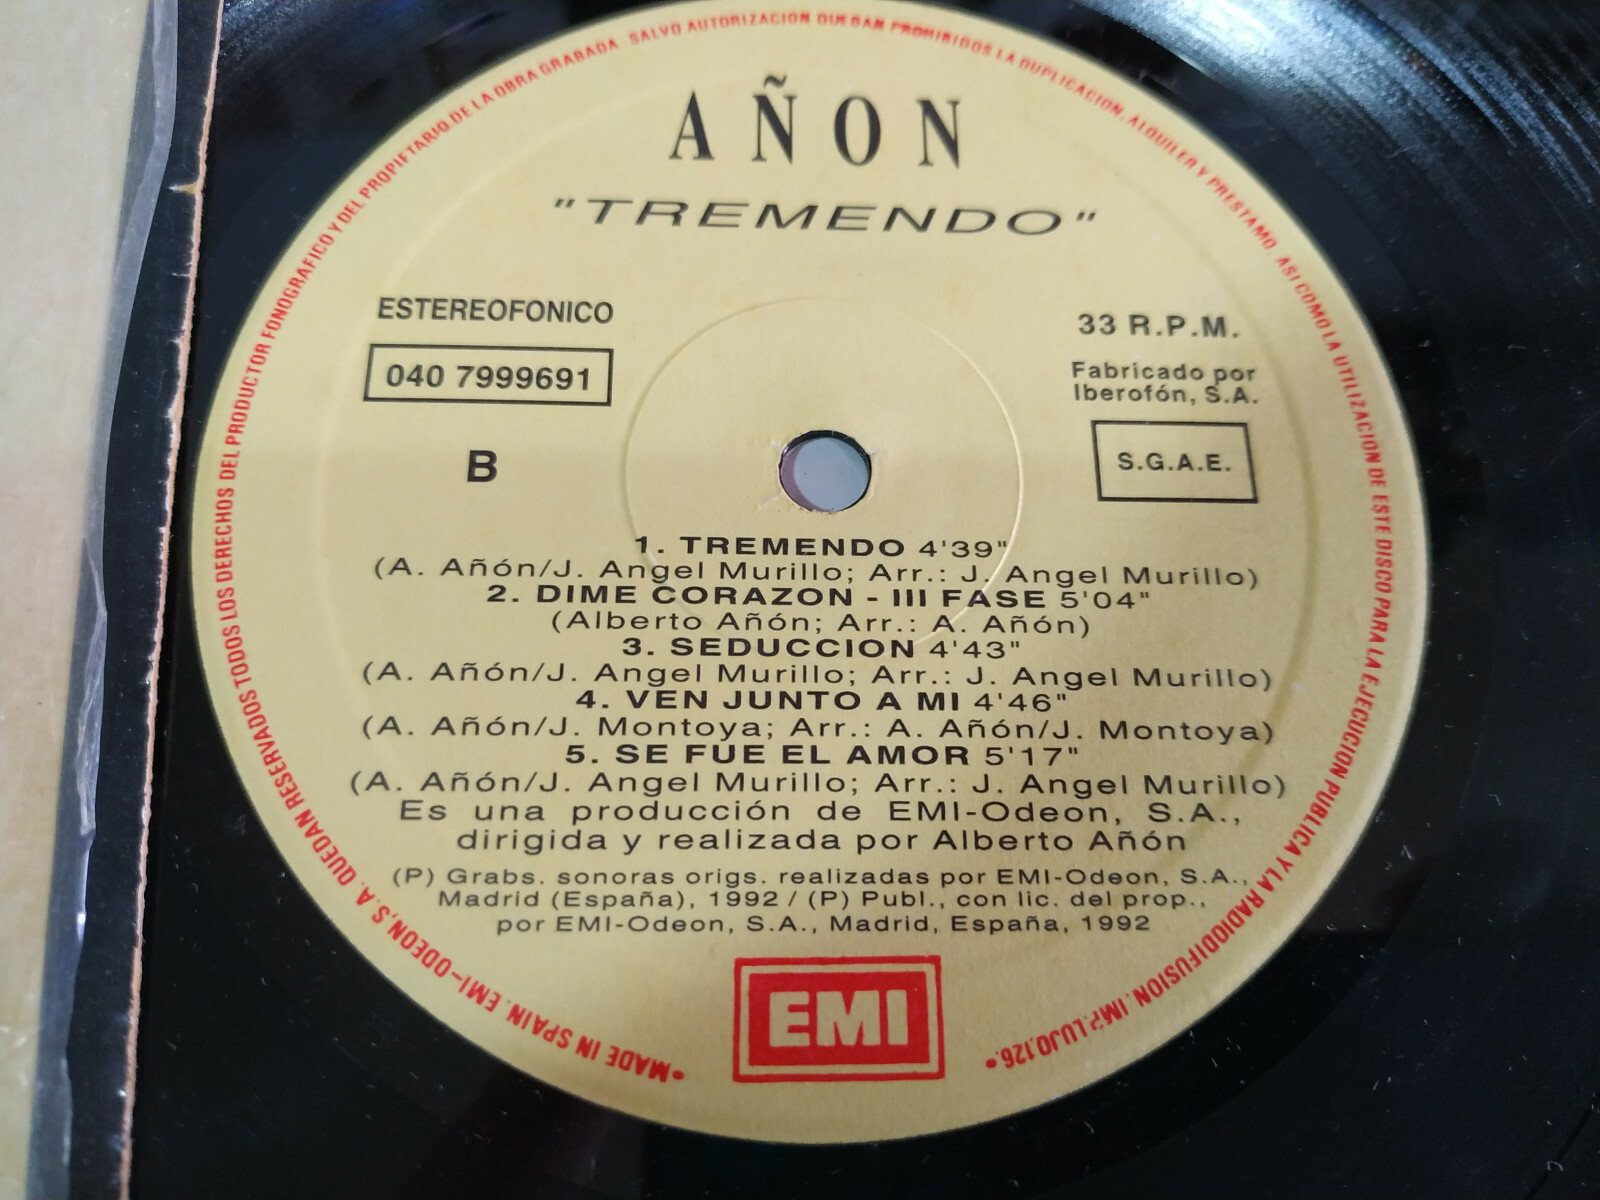 AÑON
"TREMENDO"
ESTEREOFONICO
040 7999691
B
33 R.P.M.
Fabricado por
Iberofón, S.A.
S.G.A.E.
1. TREMENDO 4'39"
(A. Añón/J. Angel Murillo; Arr.: J. Angel Murillo)
2. DIME CORAZON - III FASE 5'04"
(Alberto Añón; Arr.: A. Añón)
3. SEDUCCION 4'43"
(A. Añón/J. Angel Murillo; Arr.: J. Angel Murillo)
4. VEN JUNTO A MI 4'46"
(A. Añón/J. Montoya; Arr.: A. Añón/J. Montoya)
5. SE FUE EL AMOR 5'17"
(A. Añón/J. Angel Murillo; Arr.: J. Angel Murillo)
Es una producción de EMI-Odeon, S.A.,
dirigida y realizada por Alberto Añón
(P) Grabs. sonoras origs. realizadas por EMI-Odeon, S.A.,
Madrid (España), 1992 / (P) Publ., con lic. del prop.,
por EMI-Odeon, S.A., Madrid, España, 1992
EMI
• MADE IN SPAIN. EMI-ODEON, S.A. QUEDAN RESERVADOS TODOS LOS DERECHOS DEL PRODUCTOR FONOGRAFICO Y DEL PROPIETARIO DE LA OBRA GRABADA. SALVO AUTORIZACION QUEDAN PROHIBIDOS LA DUPLICACION, ALQUILER Y PRESTAMO, ASI COMO LA UTILIZACION DE ESTE DISCO PARA LA EJECUCION PUBLICA Y LA RADIODIFUSION. IMP. LUJO, 126. •